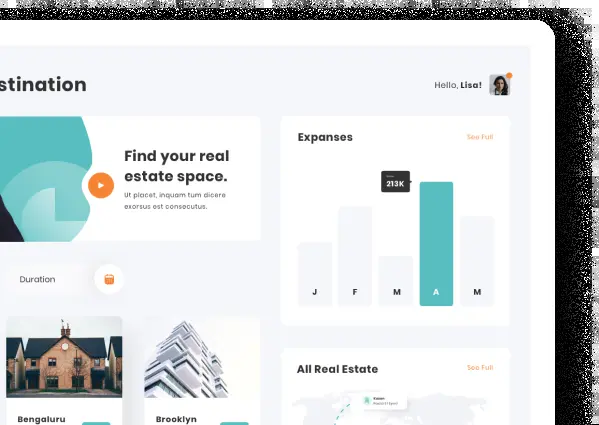 stination
Hello, Lisa!
Find your real
estate space.
Ut placet, inquam tum dicere
exorsus est consecutus.
Duration
Bengaluru
Brooklyn
Expanses
See Full
213K
J
F
M
A
M
All Real Estate
See Full